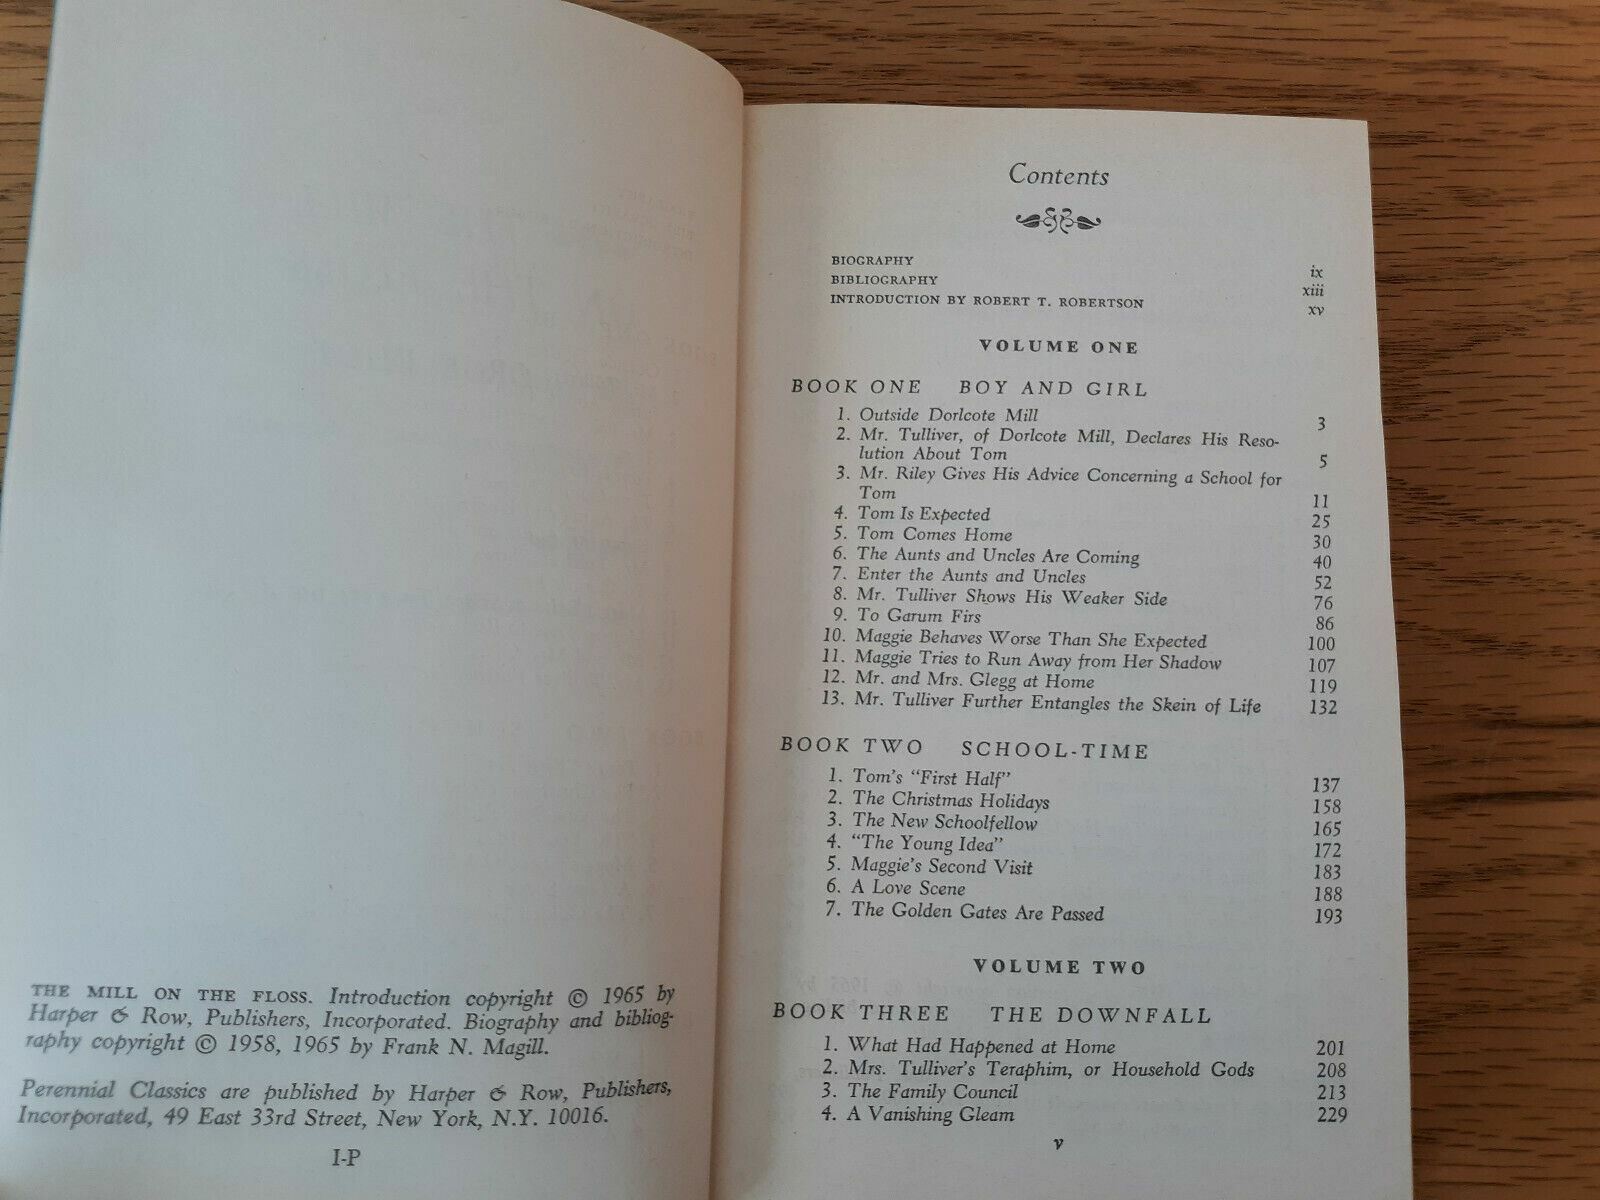 THE MILL ON THE FLOSS. Introduction copyright © 1965 by
Harper & Row, Publishers, Incorporated. Biography and bibliog-
raphy copyright © 1958, 1965 by Frank N. Magill.
Perennial Classics are published by Harper & Row, Publishers,
Incorporated, 49 East 33rd Street, New York, N.Y. 10016.
I-P
Contents
BIOGRAPHY ix
BIBLIOGRAPHY xiii
INTRODUCTION BY ROBERT T. ROBERTSON xv
VOLUME ONE
BOOK ONE BOY AND GIRL
1. Outside Dorlcote Mill 3
2. Mr. Tulliver, of Dorlcote Mill, Declares His Reso-
lution About Tom 5
3. Mr. Riley Gives His Advice Concerning a School for
Tom 11
4. Tom Is Expected 25
5. Tom Comes Home 30
6. The Aunts and Uncles Are Coming 40
7. Enter the Aunts and Uncles 52
8. Mr. Tulliver Shows His Weaker Side 76
9. To Garum Firs 86
10. Maggie Behaves Worse Than She Expected 100
11. Maggie Tries to Run Away from Her Shadow 107
12. Mr. and Mrs. Glegg at Home 119
13. Mr. Tulliver Further Entangles the Skein of Life 132
BOOK TWO SCHOOL-TIME
1. Tom's "First Half" 137
2. The Christmas Holidays 158
3. The New Schoolfellow 165
4. "The Young Idea" 172
5. Maggie's Second Visit 183
6. A Love Scene 188
7. The Golden Gates Are Passed 193
VOLUME TWO
BOOK THREE THE DOWNFALL
1. What Had Happened at Home 201
2. Mrs. Tulliver's Teraphim, or Household Gods 208
3. The Family Council 213
4. A Vanishing Gleam 229
v